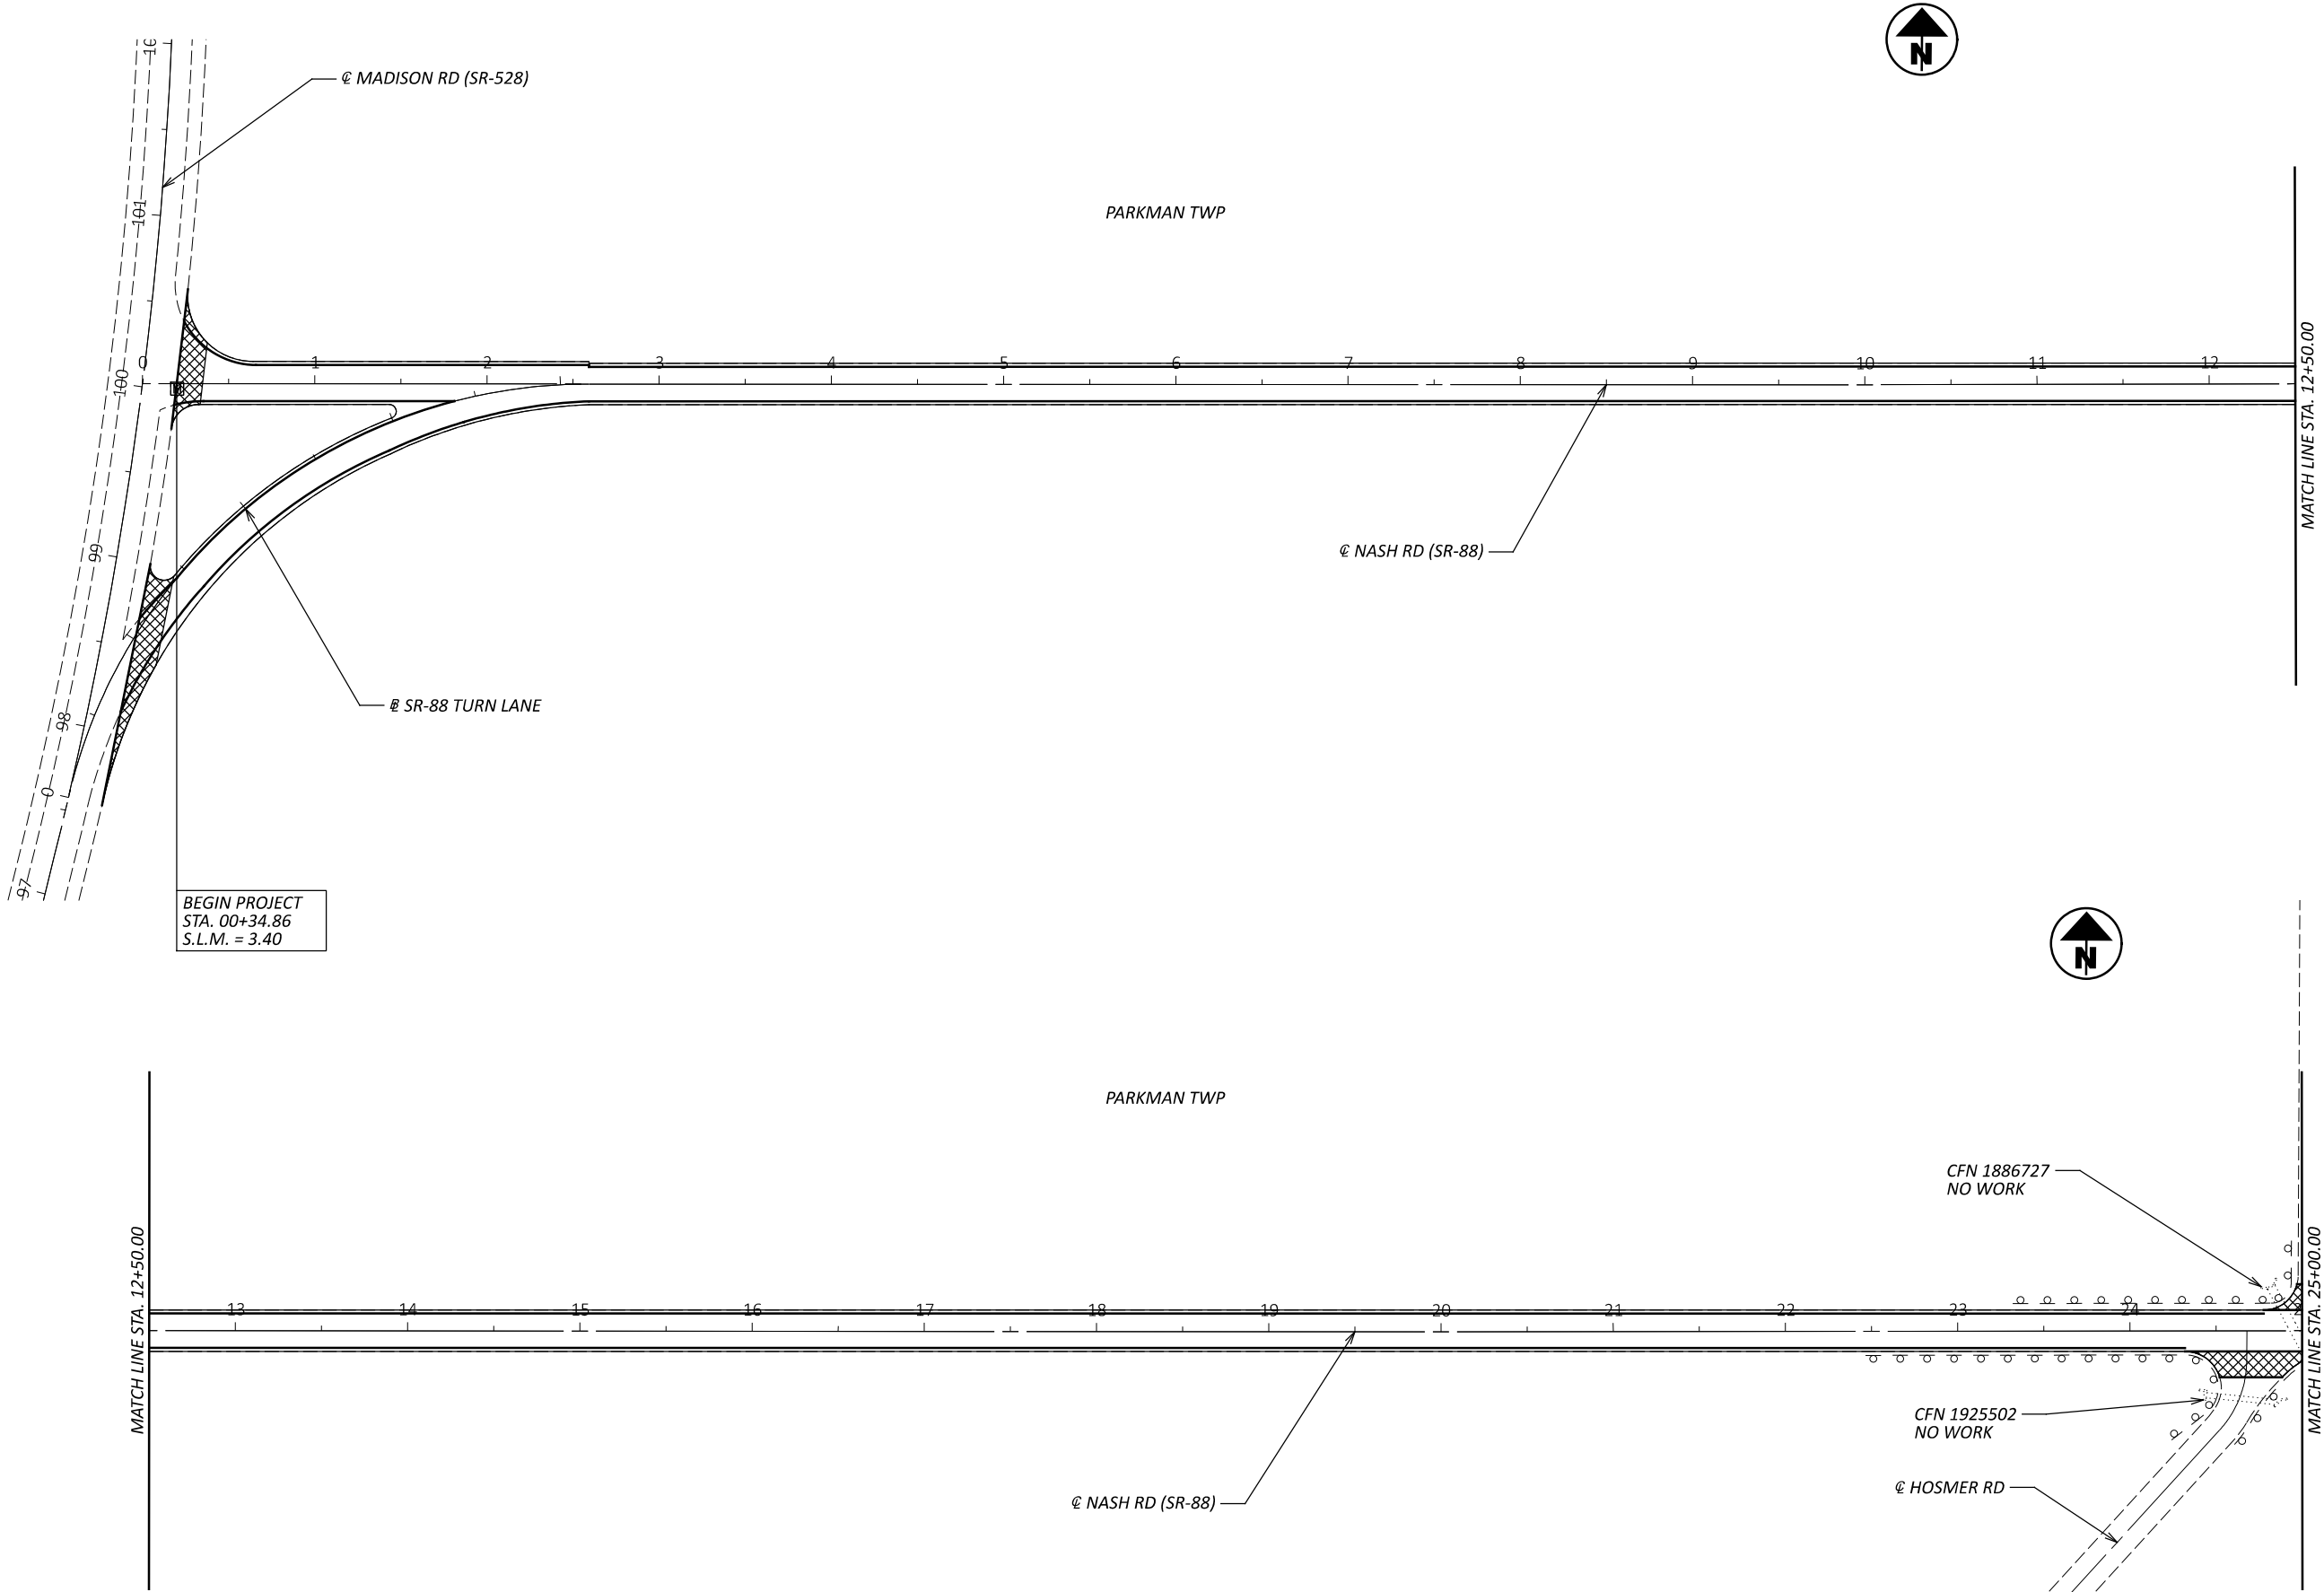 N
10
℄ MADISON RD (SR-528)
101
PARKMAN TWP
0
1
2
3
4
5
6
7
8
9
10
11
12
100
MATCH LINE STA. 12+50.00
99
℄ NASH RD (SR-88)
98
SR-88 TURN LANE
0
97
BEGIN PROJECT
STA. 00+34.86
S.L.M. = 3.40
N
PARKMAN TWP
CFN 1886727
NO WORK
MATCH LINE STA. 12+50.00
13
14
15
16
17
18
19
20
21
22
23
24
2
MATCH LINE STA. 25+00.00
CFN 1925502
NO WORK
℄ NASH RD (SR-88)
℄ HOSMER RD